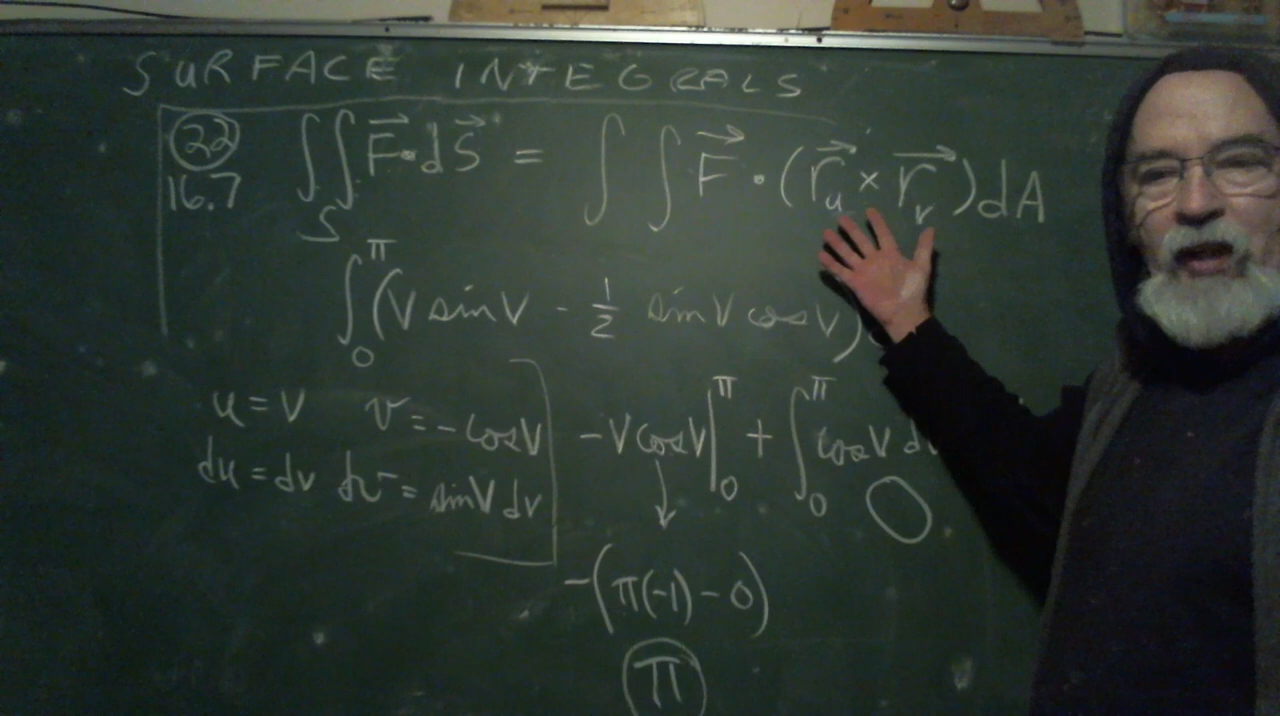 SURFACE INTEGRALS
22 ∬_S F⃗ · dS⃗ = ∫∫ F⃗ · (r⃗_u × r⃗_v) dA
16.7
∫_0^π (V sin V - 1/2 sin V cos V)
u = V v = -cos V
du = dv dv = sin V dv
-V cos V |_0^π + ∫_0^π cos V dv
0
↓
-(π(-1) - 0)
π